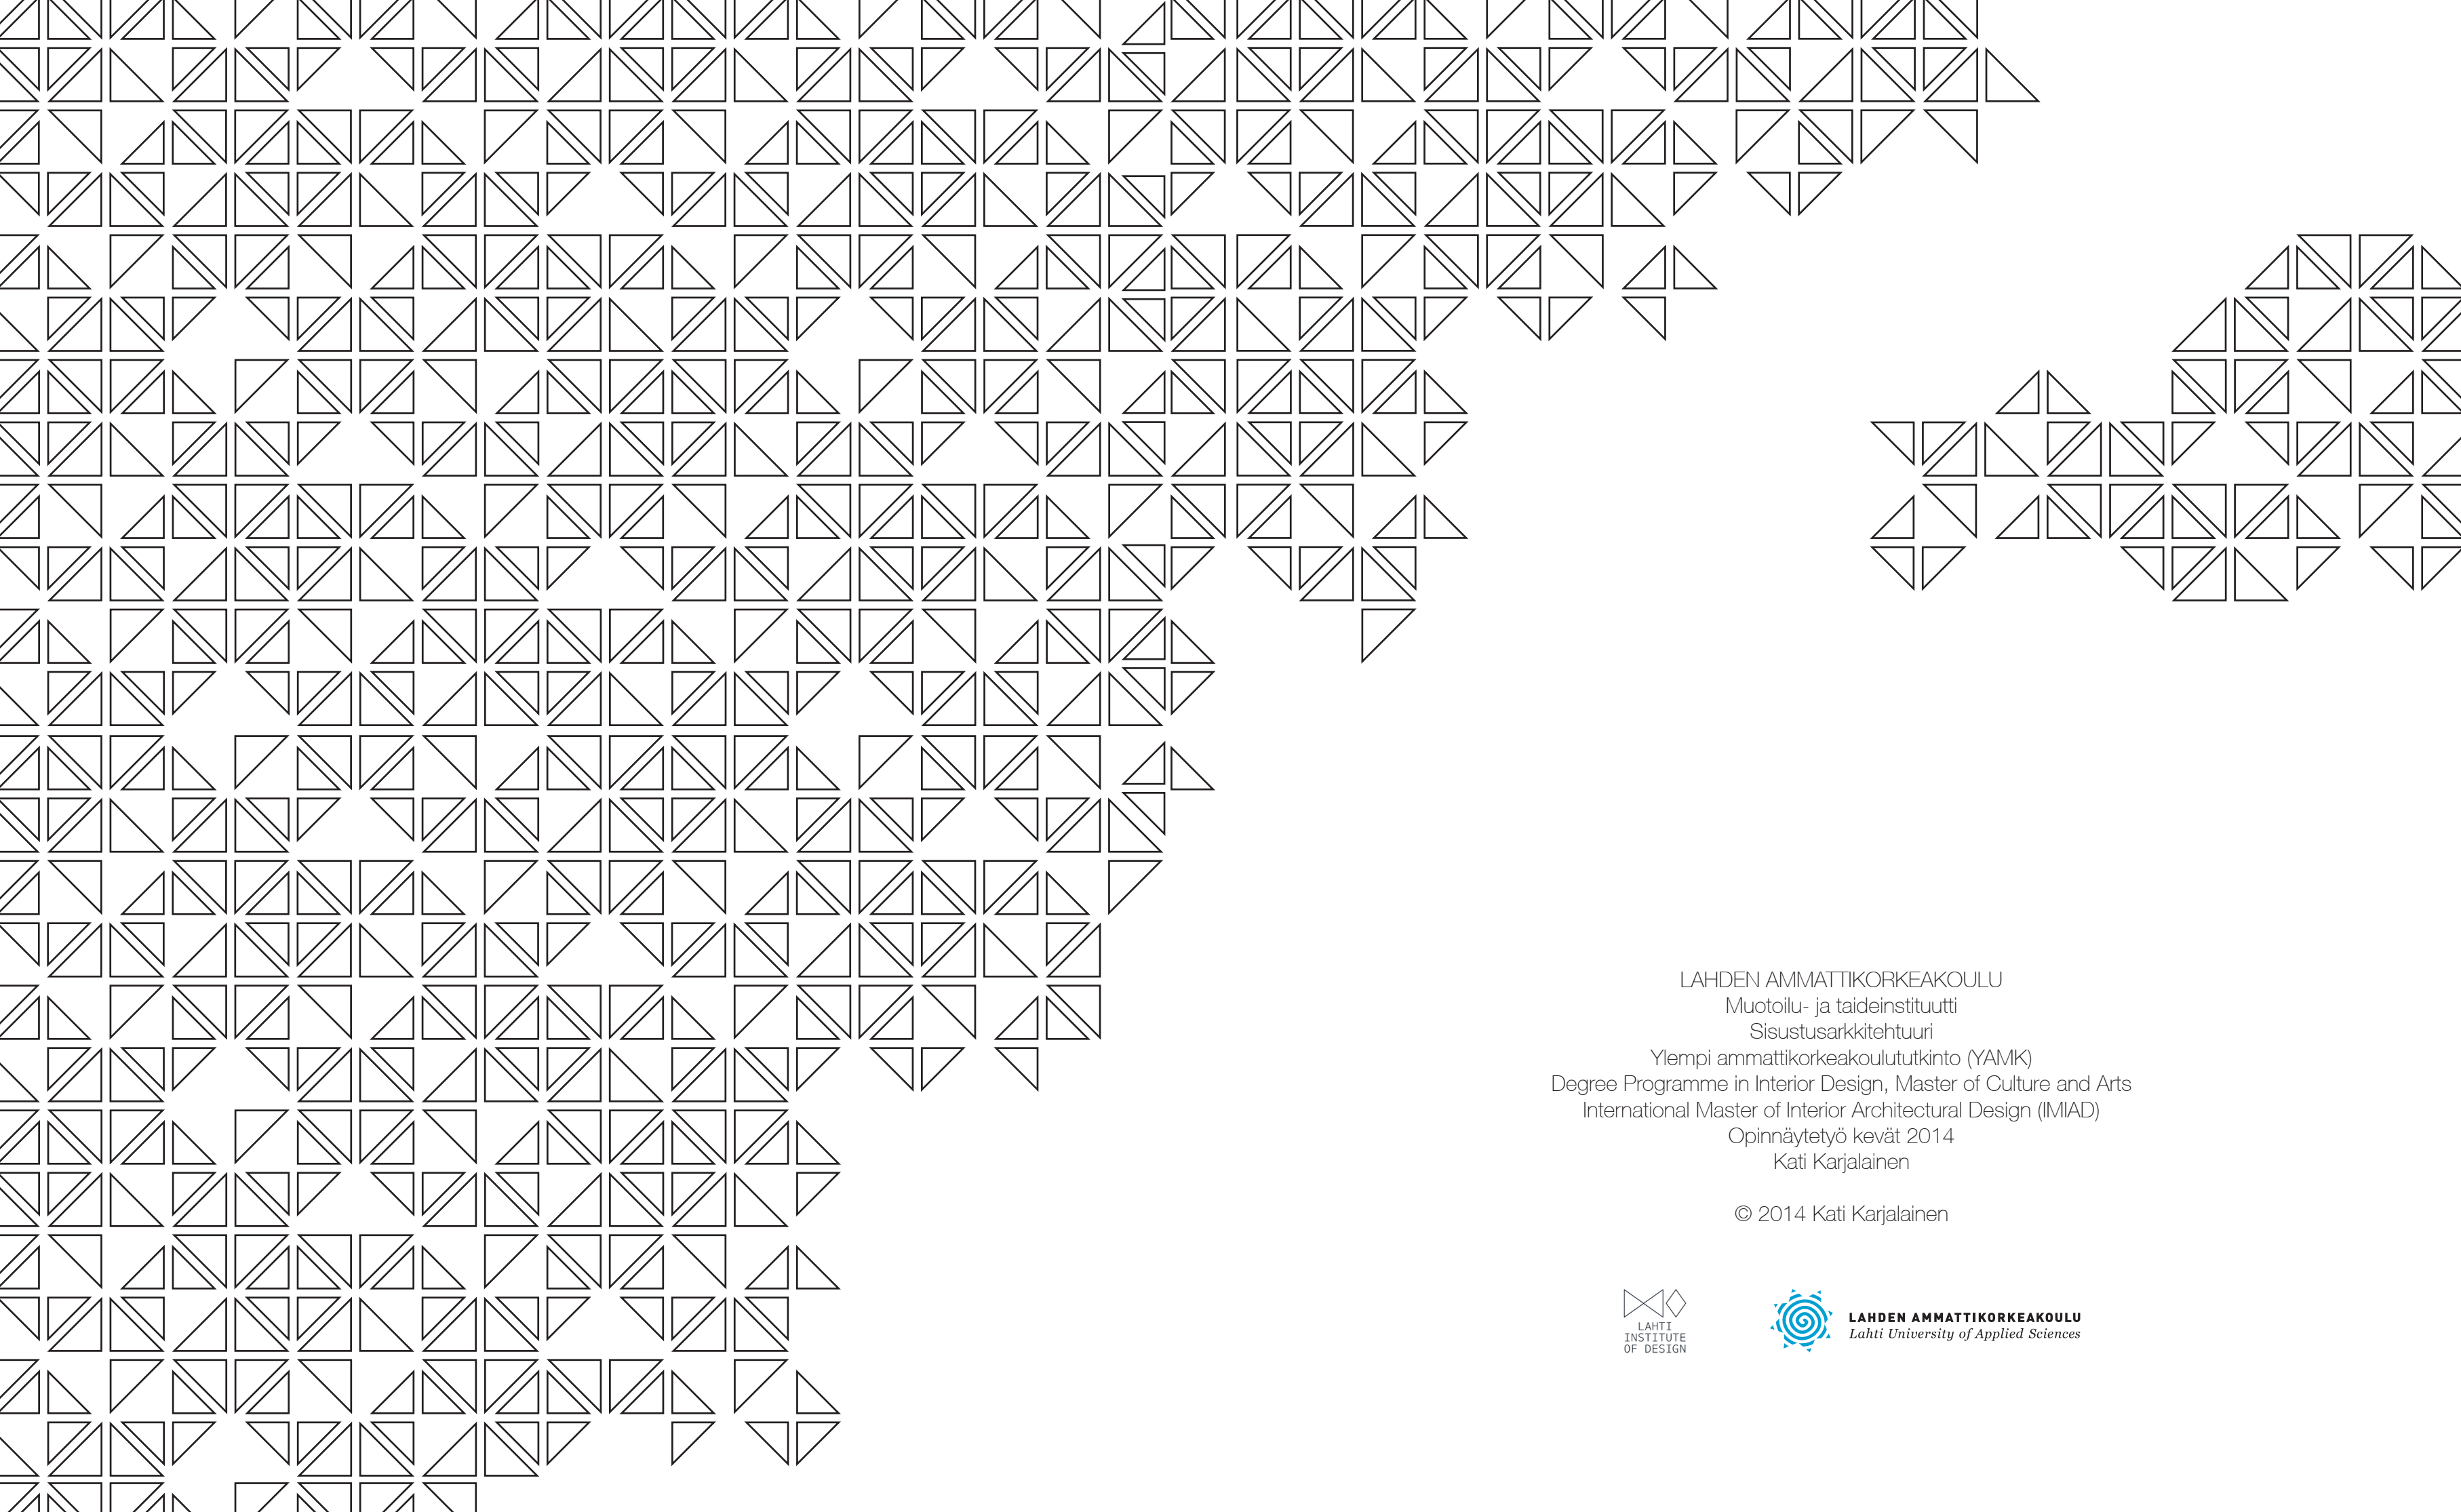 LAHDEN AMMATTIKORKEAKOULU
Muotoilu- ja taideinstituutti
Sisustusarkkitehtuuri
Ylempi ammattikorkeakoulututkinto (YAMK)
Degree Programme in Interior Design, Master of Culture and Arts
International Master of Interior Architectural Design (IMIAD)
Opinnäytetyö kevät 2014
Kati Karjalainen
© 2014 Kati Karjalainen
LAHTI
INSTITUTE
OF DESIGN
LAHDEN AMMATTIKORKEAKOULU
Lahti University of Applied Sciences